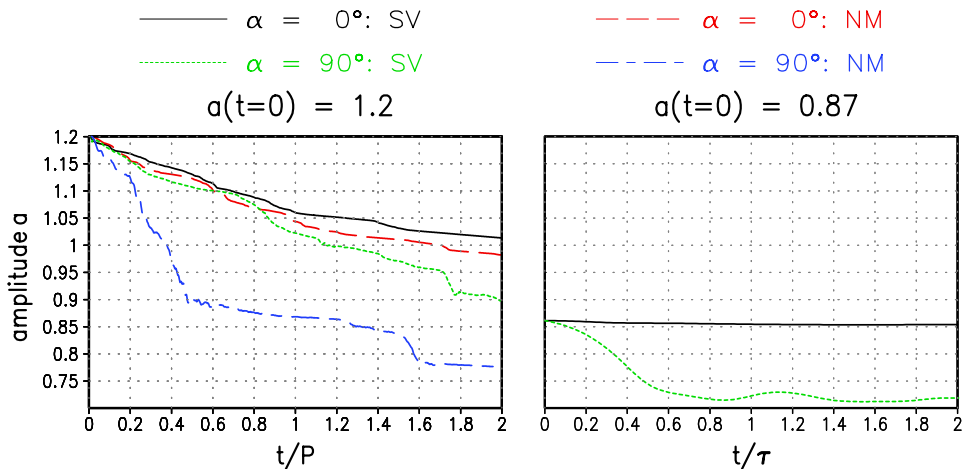 α = 0°: SV
α = 0°: NM
α = 90°: SV
α = 90°: NM
a(t=0) = 1.2
a(t=0) = 0.87
amplitude a
1.2
1.15
1.1
1.05
1
0.95
0.9
0.85
0.8
0.75
0 0.2 0.4 0.6 0.8 1 1.2 1.4 1.6 1.8 2
0 0.2 0.4 0.6 0.8 1 1.2 1.4 1.6 1.8 2
t/P
t/τ